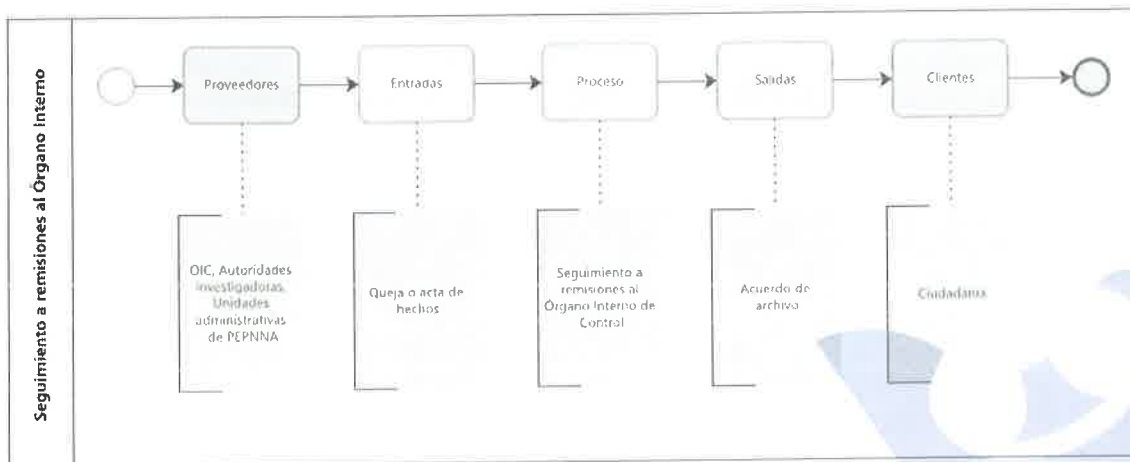 Seguimiento a remisiones al Órgano Interno
Proveedores
Entradas
Proceso
Salidas
Clientes
OIC, Autoridades
investigadoras,
Unidades
administrativas
de PEPNNA
Queja o acta de
hechos
Seguimiento a
remisiones al
Órgano Interno de
Control
Acuerdo de
archivo
Ciudadanía